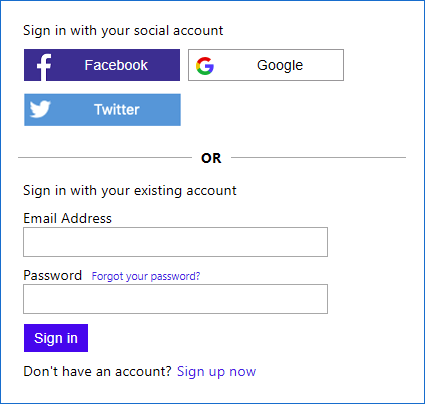 Sign in with your social account
Facebook
Google
Twitter
OR
Sign in with your existing account
Email Address
Password Forgot your password?
Sign in
Don't have an account? Sign up now